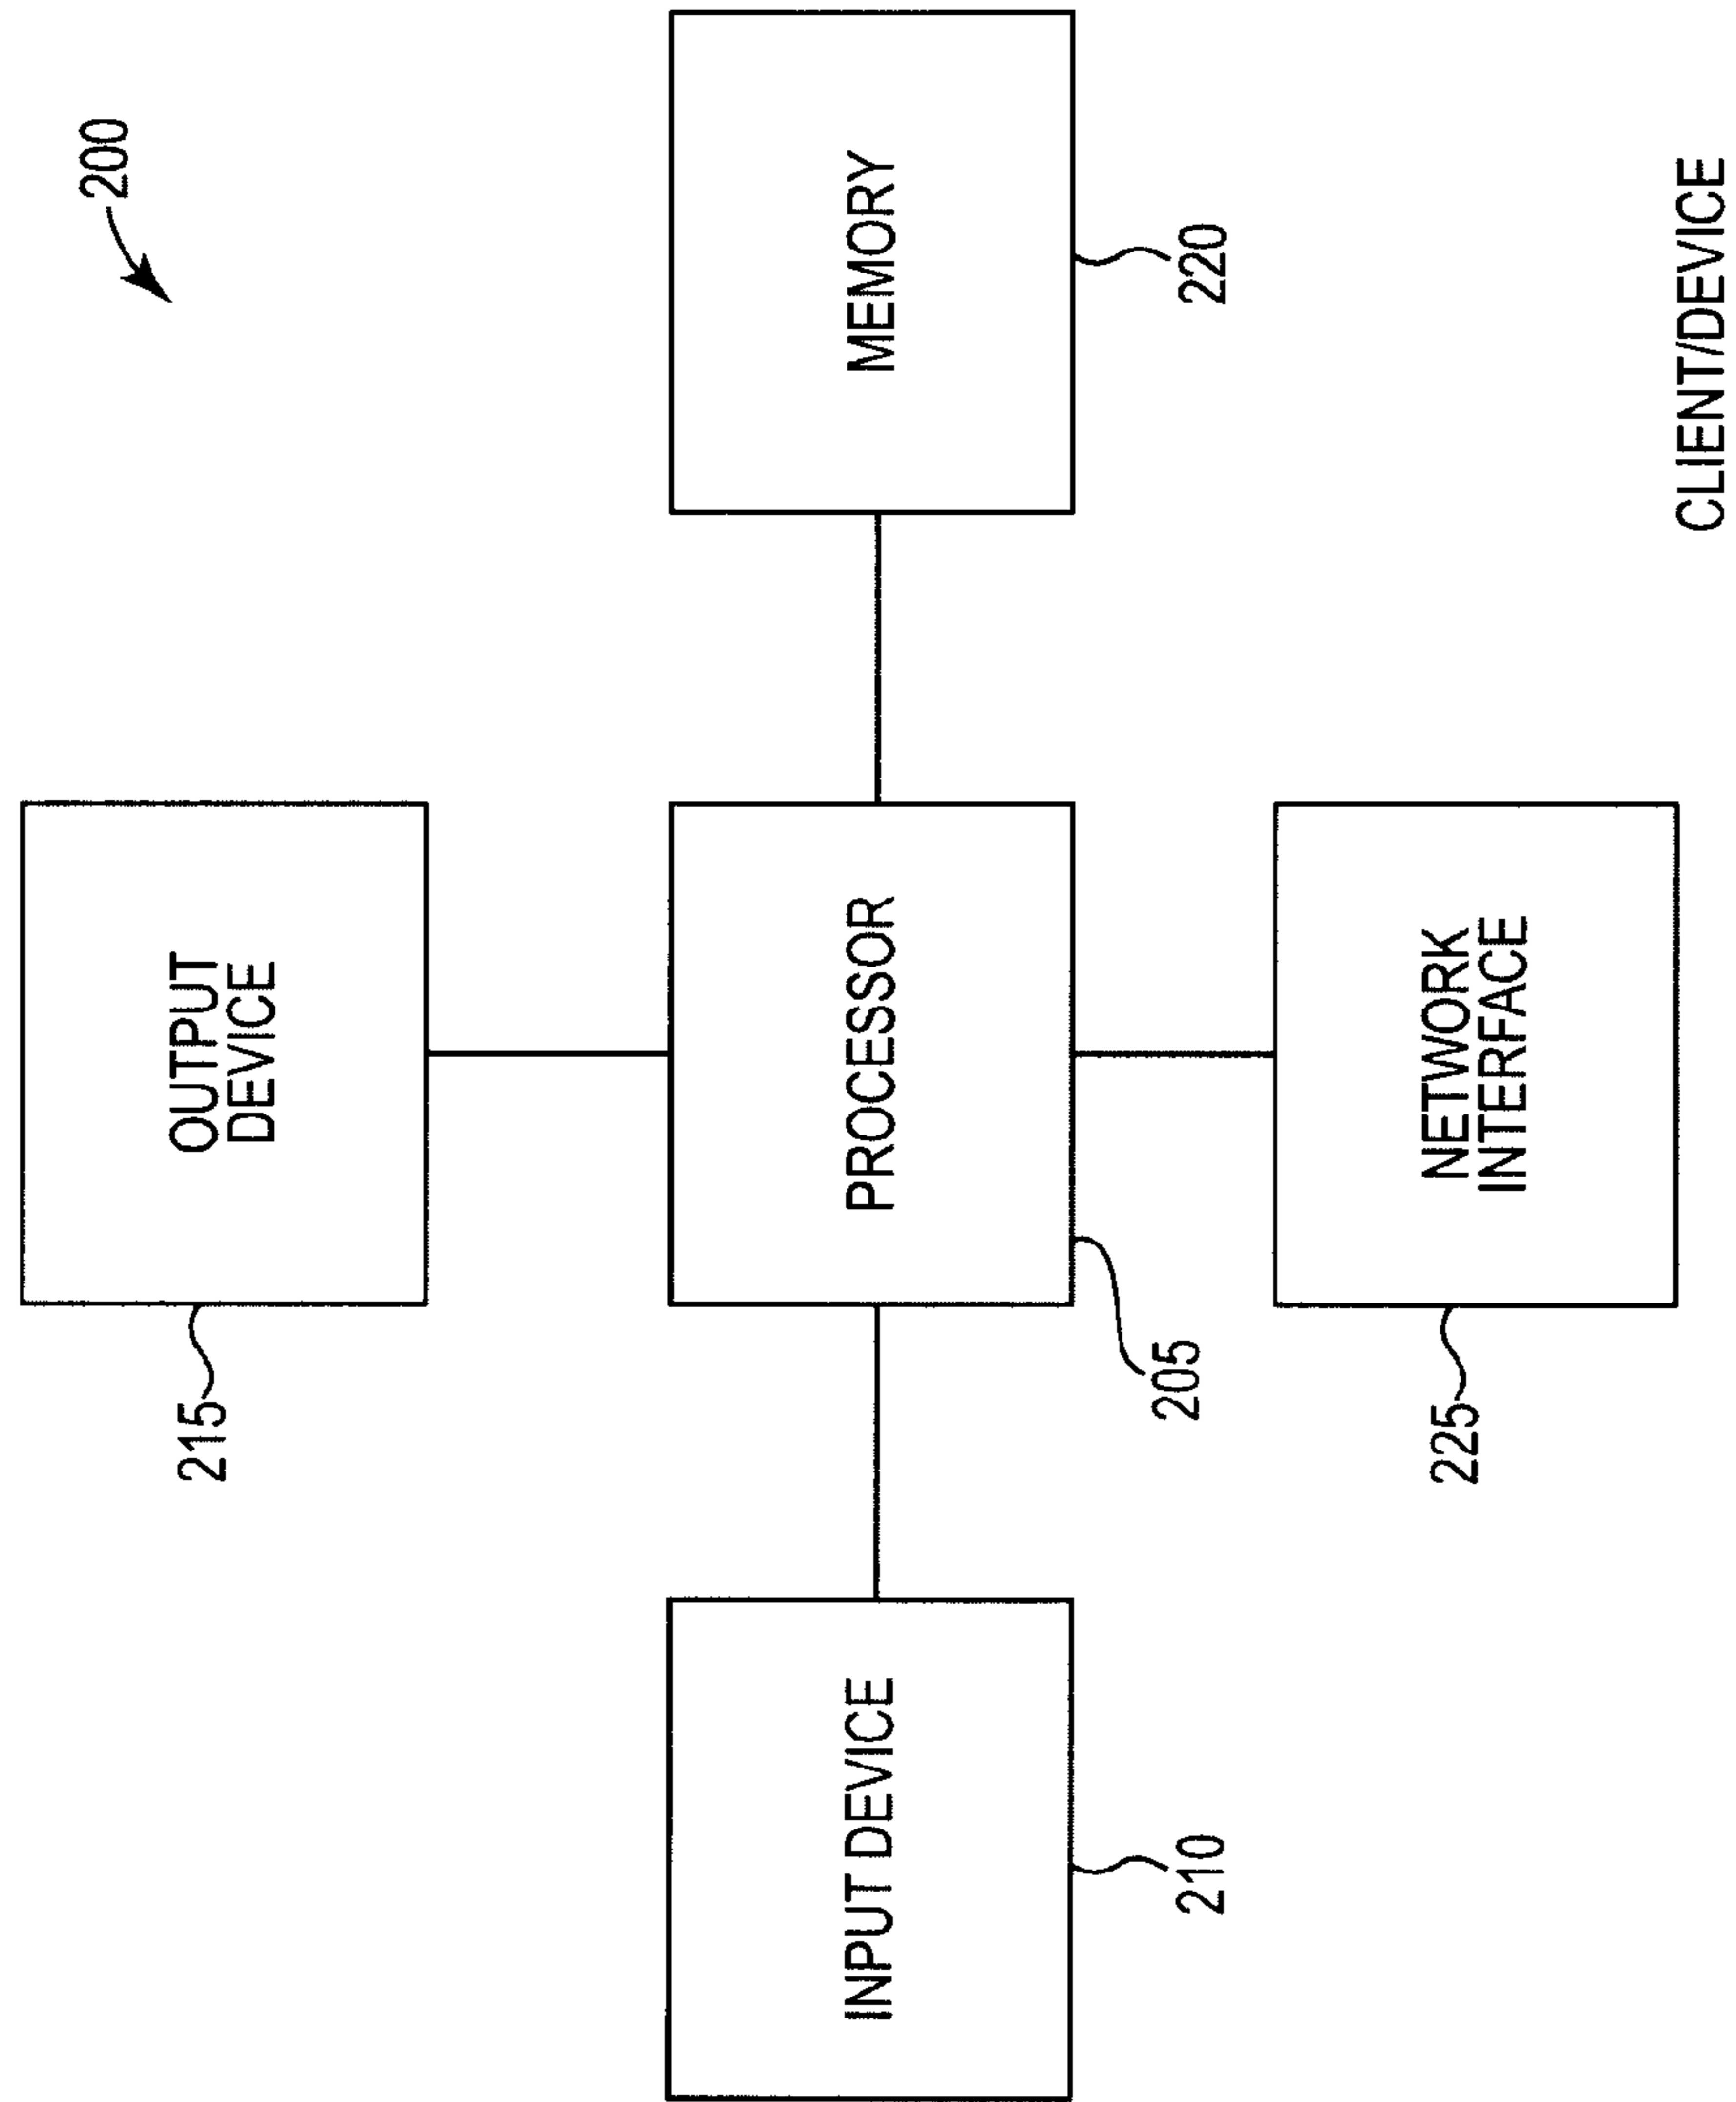 200
OUTPUT
DEVICE
215
INPUT DEVICE
PROCESSOR
MEMORY
210
205
220
NETWORK
INTERFACE
225
CLIENT/DEVICE